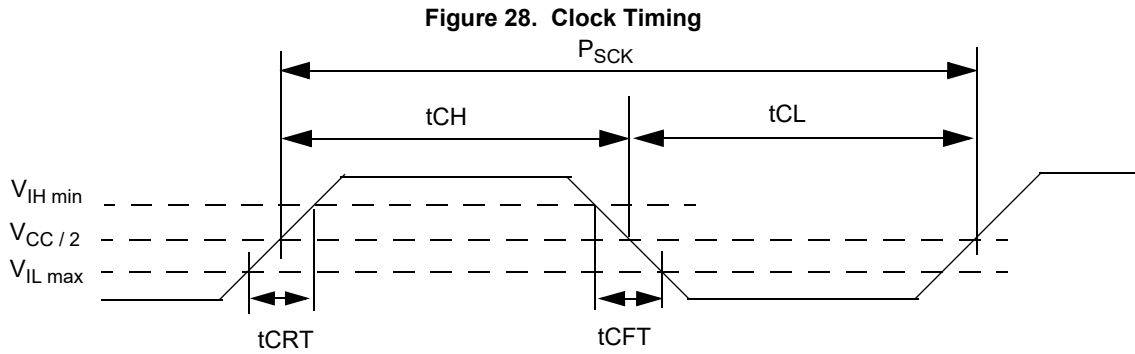 Figure 28. Clock Timing
PSCK
tCH
tCL
VIH min
VCC / 2
VIL max
tCRT
tCFT